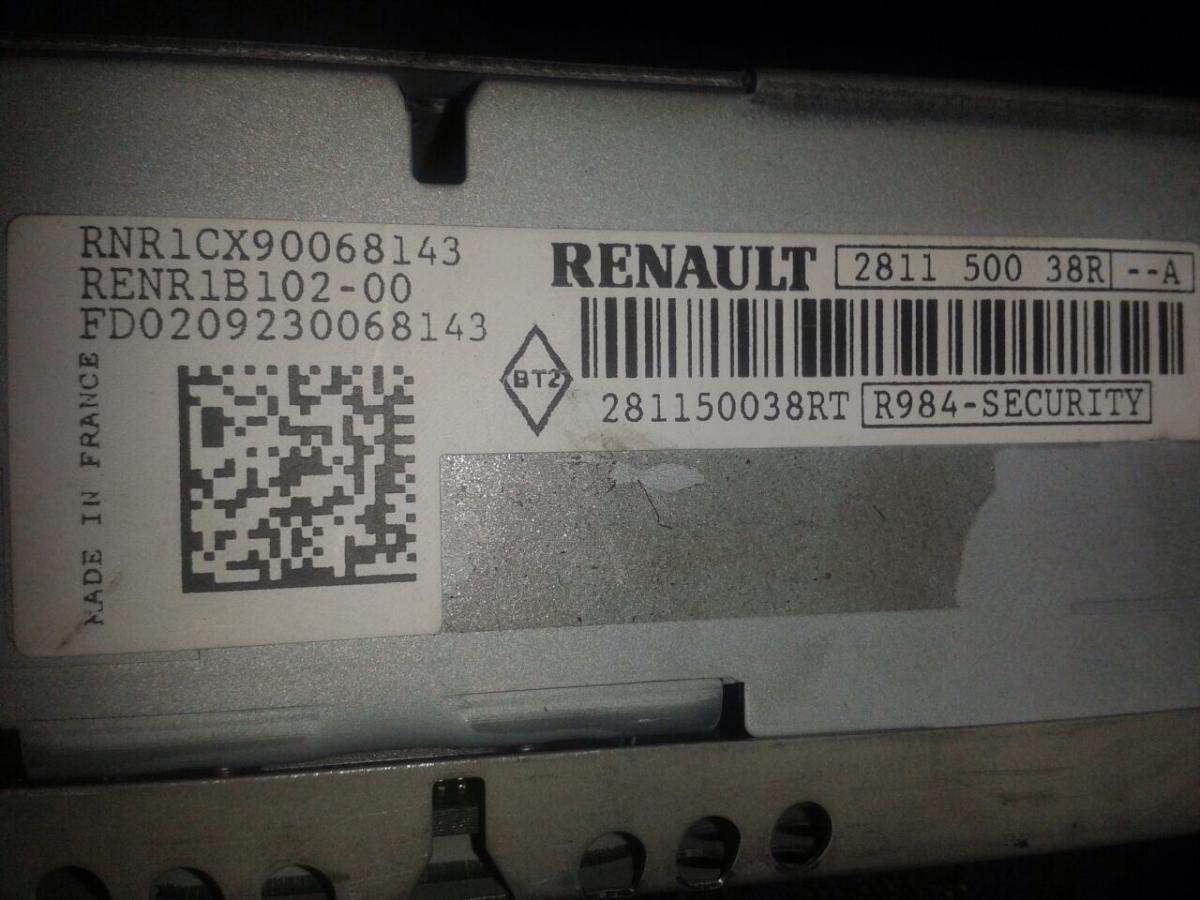 RNR1CX90068143
RENR1B102-00
FD0209230068143
MADE IN FRANCE
RENAULT 2811 500 38R --A
BT2
281150038RT R984-SECURITY